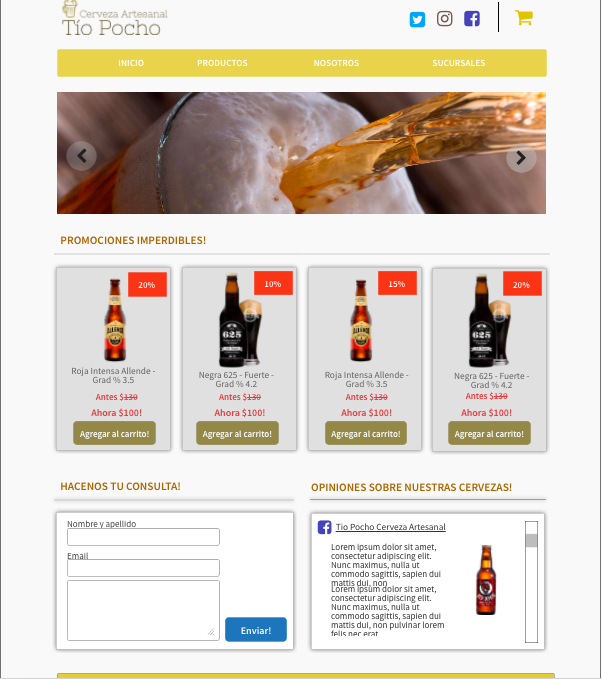 Cerveza Artesanal
Tío Pocho
INICIO PRODUCTOS NOSOTROS SUCURSALES
PROMOCIONES IMPERDIBLES!
20% 10% 15% 20%
ALLENDE 625 ALLENDE 625
Roja Intensa Allende -
Grad % 3.5
Antes $130
Ahora $100!
Agregar al carrito!
Negra 625 - Fuerte -
Grad % 4.2
Antes $130
Ahora $100!
Agregar al carrito!
Roja Intensa Allende -
Grad % 3.5
Antes $130
Ahora $100!
Agregar al carrito!
Negra 625 - Fuerte -
Grad % 4.2
Antes $130
Ahora $100!
Agregar al carrito!
HACENOS TU CONSULTA!
Nombre y apellido
Email
Enviar!
OPINIONES SOBRE NUESTRAS CERVEZAS!
Tio Pocho Cerveza Artesanal
Lorem ipsum dolor sit amet,
consectetur adipiscing elit.
Nunc maximus, nulla ut
commodo sagittis, sapien dui
mattis dui, non
Lorem ipsum dolor sit amet,
consectetur adipiscing elit.
Nunc maximus, nulla ut
commodo sagittis, sapien dui
mattis dui, non pulvinar lorem
felis nec erat